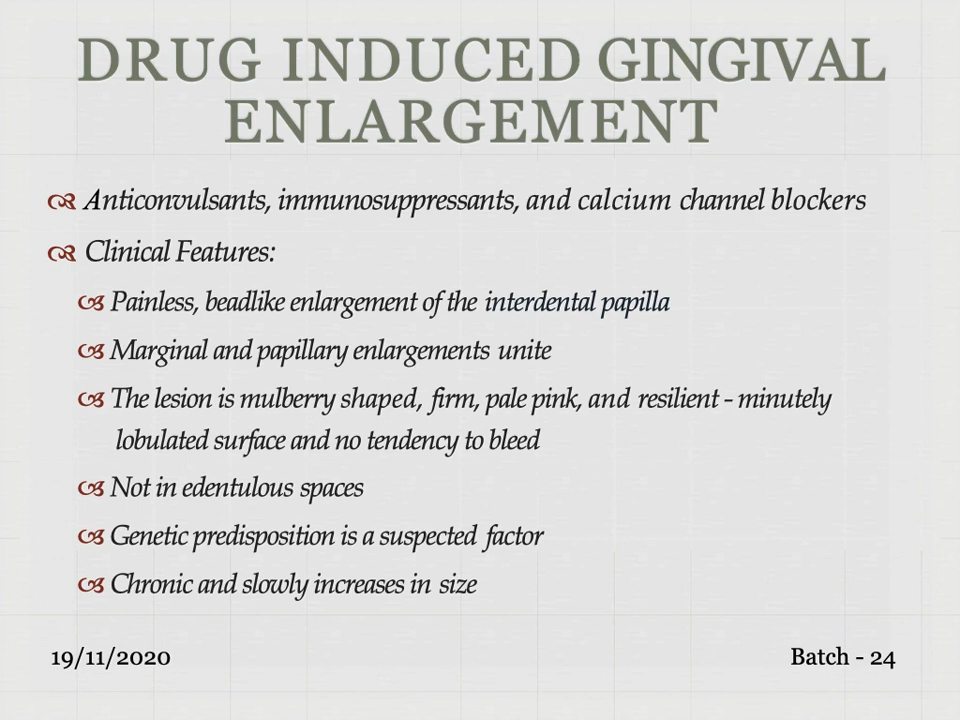 DRUG INDUCED GINGIVAL
ENLARGEMENT
Anticonvulsants, immunosuppressants, and calcium channel blockers
Clinical Features:
Painless, beadlike enlargement of the interdental papilla
Marginal and papillary enlargements unite
The lesion is mulberry shaped, firm, pale pink, and resilient - minutely
lobulated surface and no tendency to bleed
Not in edentulous spaces
Genetic predisposition is a suspected factor
Chronic and slowly increases in size
19/11/2020
Batch - 24